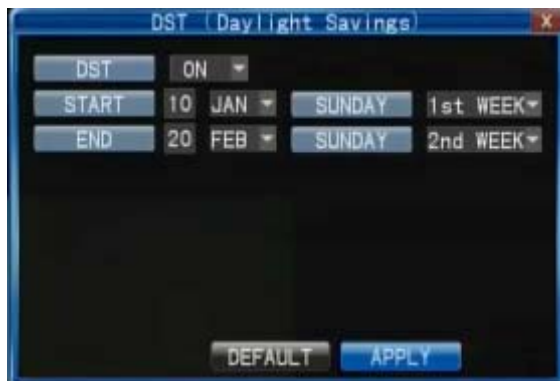 DST (Daylight Savings) X
DST ON
START 10 JAN SUNDAY 1st WEEK
END 20 FEB SUNDAY 2nd WEEK
DEFAULT APPLY